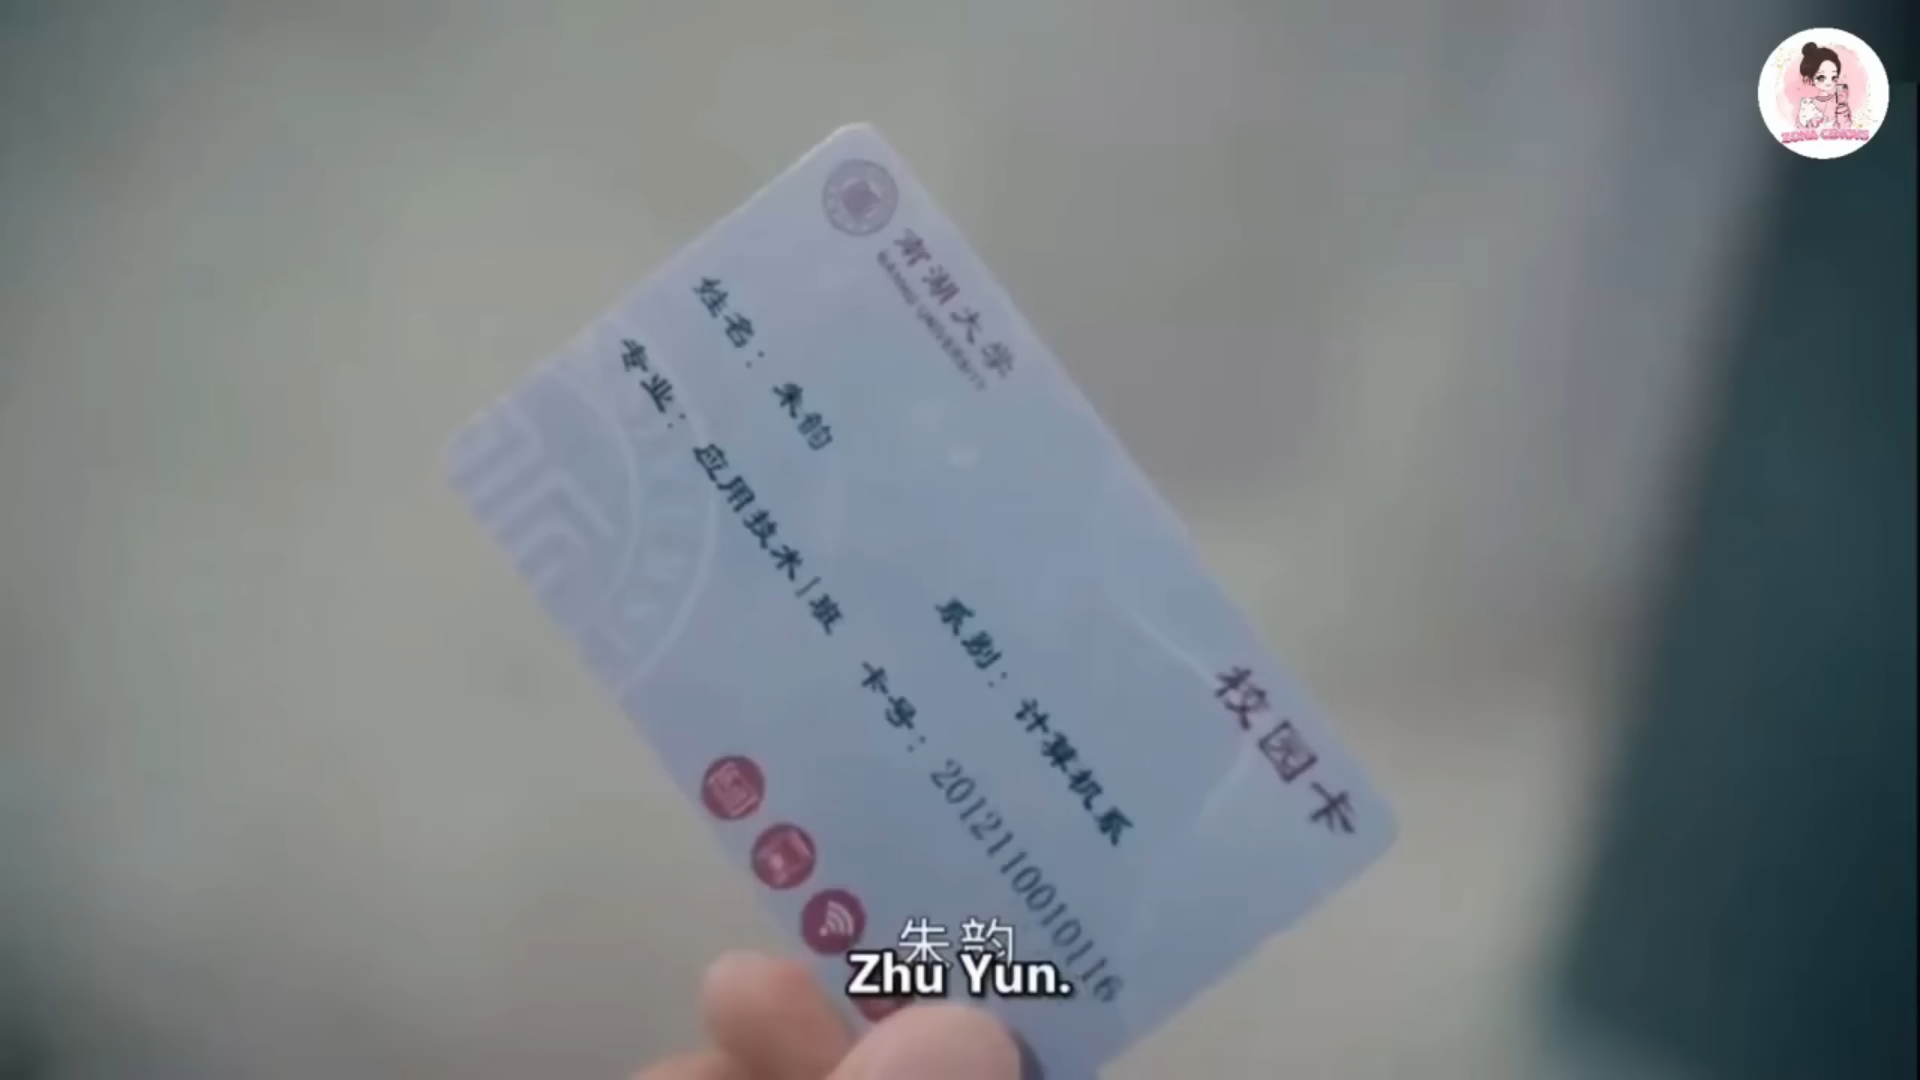 南湖大学
NANHU UNIVERSITY
姓名：朱韵
专业：应用技术1班
系别：计算机系
卡号：2012110010116
校园卡
朱韵
Zhu Yun.